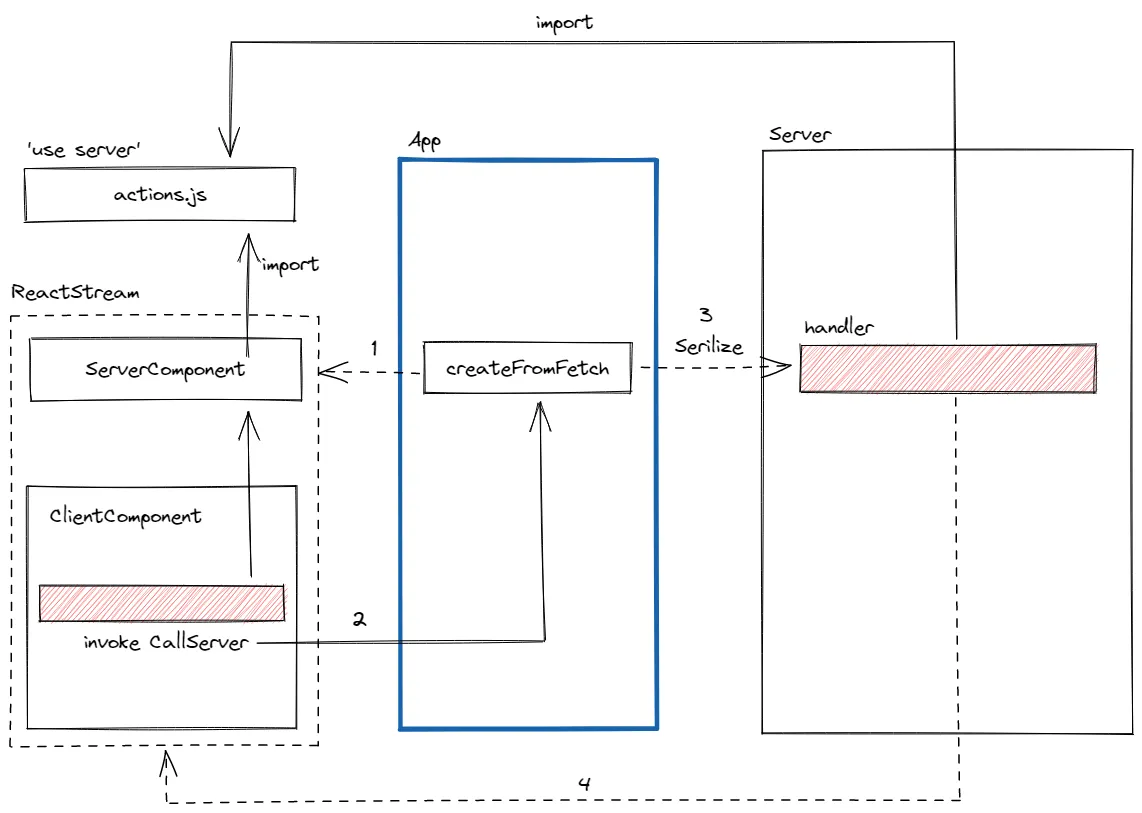 import
'use server'
App
Server
actions.js
import
ReactStream
3
handler
1
Serilize
ServerComponent
createFromFetch
ClientComponent
2
invoke CallServer
4